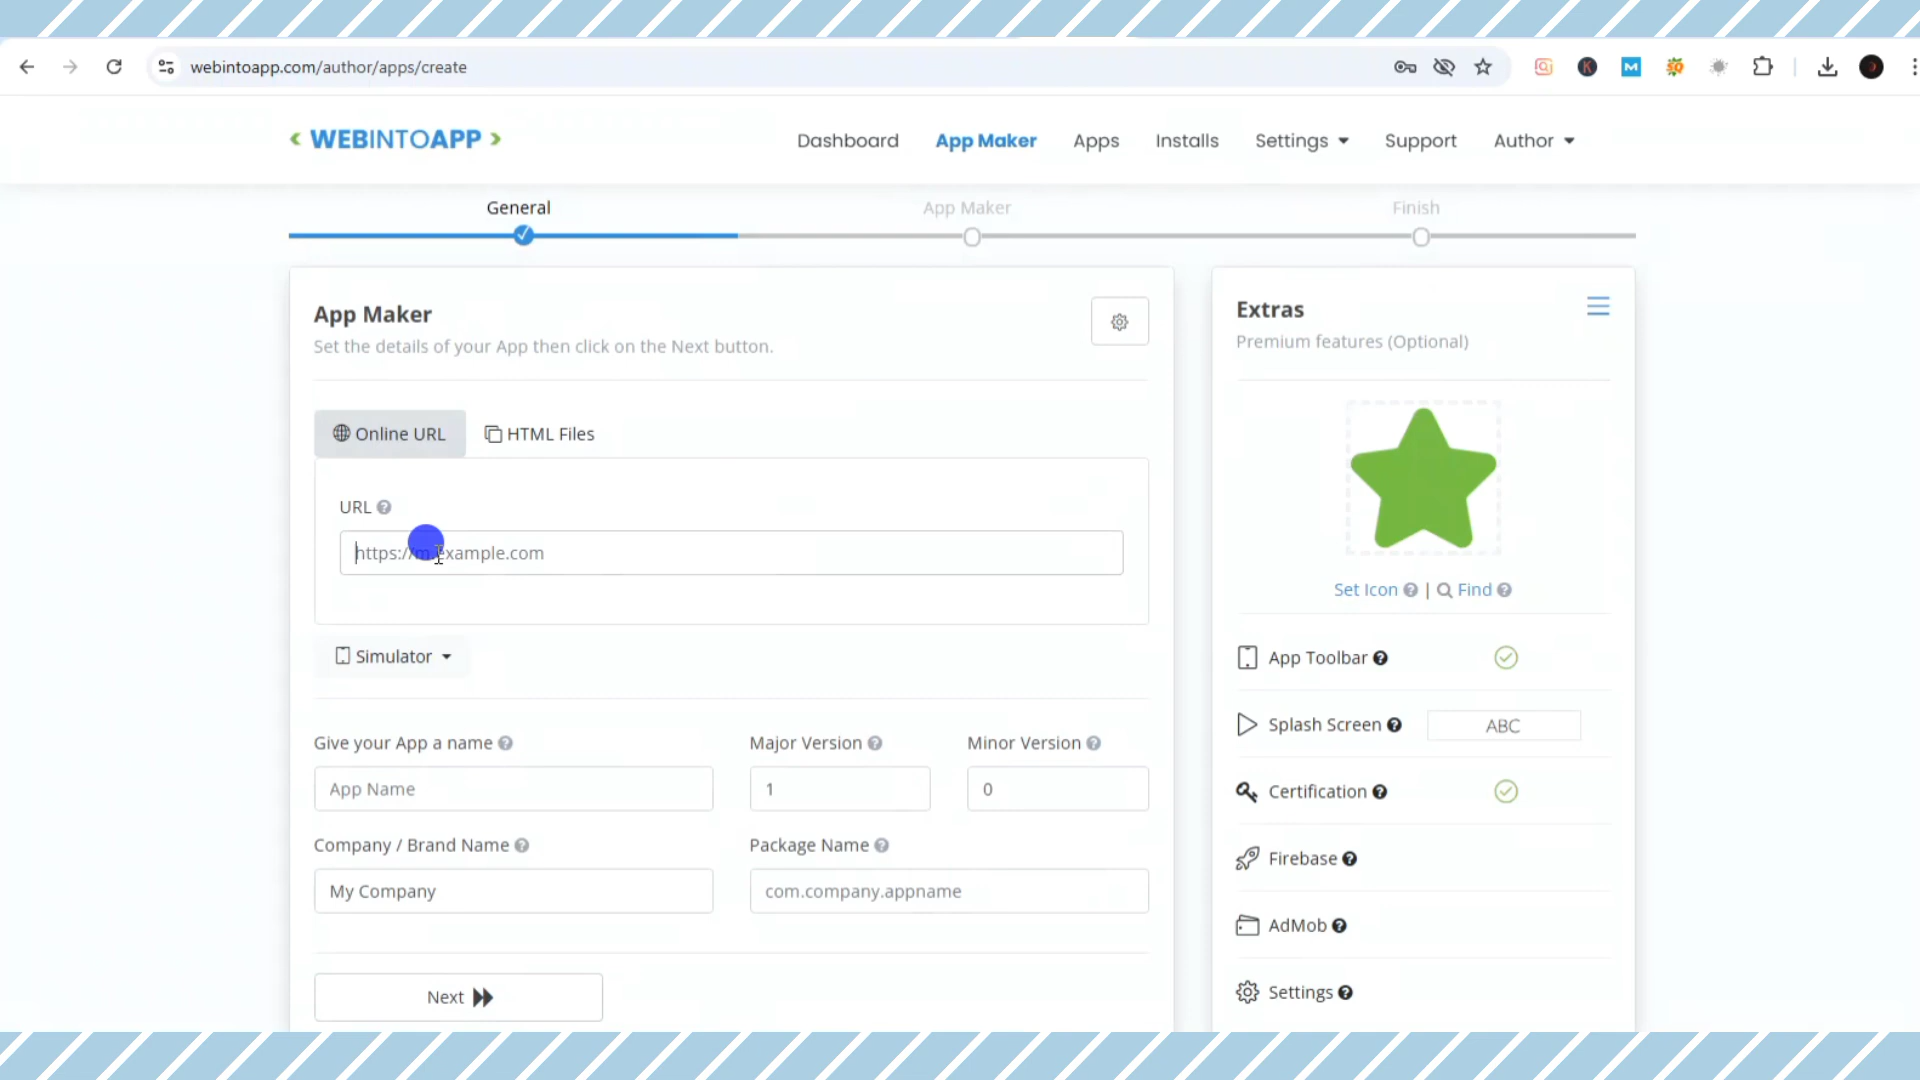 webintoapp.com/author/apps/create
< WEBINTOAPP >
Dashboard App Maker Apps Installs Settings Support Author
General App Maker Finish
App Maker
Set the details of your App then click on the Next button.
Online URL HTML Files
URL
https://m.example.com
Simulator
Give your App a name Major Version Minor Version
App Name 1 0
Company / Brand Name Package Name
My Company com.company.appname
Next
Extras
Premium features (Optional)
Set Icon | Find
App Toolbar
Splash Screen ABC
Certification
Firebase
AdMob
Settings